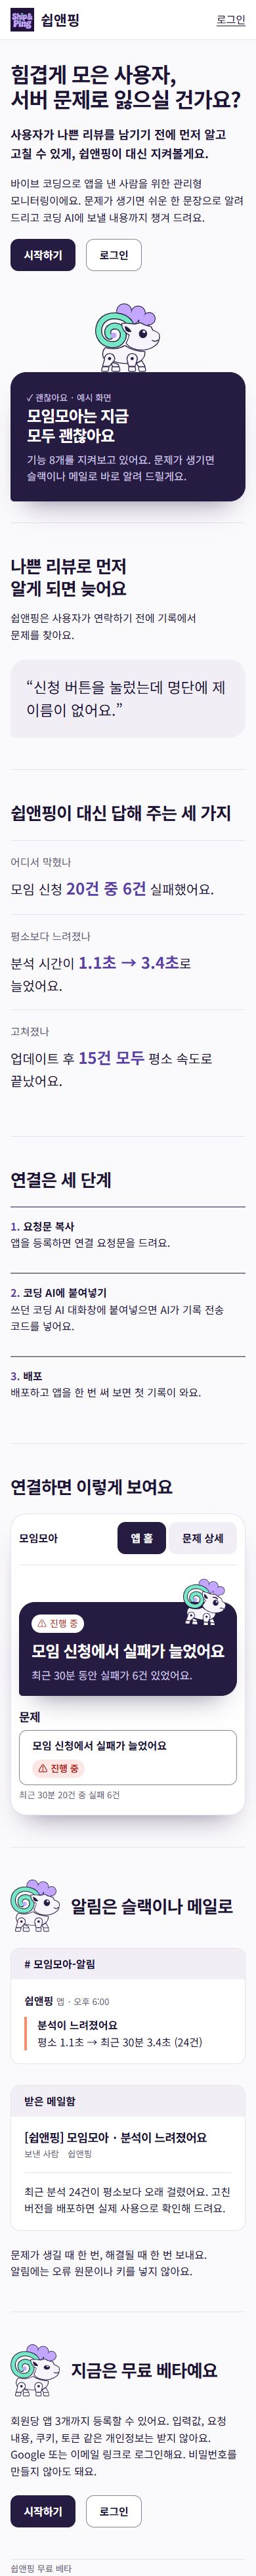 Ship&
Ping
쉽앤핑
로그인
힘겹게 모은 사용자,
서버 문제로 잃으실 건가요?
사용자가 나쁜 리뷰를 남기기 전에 먼저 알고
고칠 수 있게, 쉽앤핑이 대신 지켜볼게요.
바이브 코딩으로 앱을 낸 사람을 위한 관리형
모니터링이에요. 문제가 생기면 쉬운 한 문장으로 알려
드리고 코딩 AI에 보낼 내용까지 챙겨 드려요.
시작하기
로그인
✓ 괜찮아요 · 예시 화면
모임모아는 지금
모두 괜찮아요
기능 8개를 지켜보고 있어요. 문제가 생기면
슬랙이나 메일로 바로 알려 드릴게요.
나쁜 리뷰로 먼저
알게 되면 늦어요
쉽앤핑은 사용자가 연락하기 전에 기록에서
문제를 찾아요.
“신청 버튼을 눌렀는데 명단에 제
이름이 없어요.”
쉽앤핑이 대신 답해 주는 세 가지
어디서 막혔나
모임 신청 20건 중 6건 실패했어요.
평소보다 느려졌나
분석 시간이 1.1초 → 3.4초로
늘었어요.
고쳐졌나
업데이트 후 15건 모두 평소 속도로
끝났어요.
연결은 세 단계
1. 요청문 복사
앱을 등록하면 연결 요청문을 드려요.
2. 코딩 AI에 붙여넣기
쓰던 코딩 AI 대화창에 붙여넣으면 AI가 기록 전송
코드를 넣어요.
3. 배포
배포하고 앱을 한 번 써 보면 첫 기록이 와요.
연결하면 이렇게 보여요
모임모아
앱 홈
문제 상세
⚠ 진행 중
모임 신청에서 실패가 늘었어요
최근 30분 동안 실패가 6건 있었어요.
문제
모임 신청에서 실패가 늘었어요
⚠ 진행 중
최근 30분 20건 중 실패 6건
알림은 슬랙이나 메일로
# 모임모아-알림
쉽앤핑 앱 · 오후 6:00
분석이 느려졌어요
평소 1.1초 → 최근 30분 3.4초 (24건)
받은 메일함
[쉽앤핑] 모임모아 · 분석이 느려졌어요
보낸 사람 쉽앤핑
최근 분석 24건이 평소보다 오래 걸렸어요. 고친
버전을 배포하면 실제 사용으로 확인해 드려요.
문제가 생길 때 한 번, 해결될 때 한 번 보내요.
알림에는 오류 원문이나 키를 넣지 않아요.
지금은 무료 베타예요
회원당 앱 3개까지 등록할 수 있어요. 입력값, 요청
내용, 쿠키, 토큰 같은 개인정보는 받지 않아요.
Google 또는 이메일 링크로 로그인해요. 비밀번호를
만들지 않아도 돼요.
시작하기
로그인
쉽앤핑 무료 베타